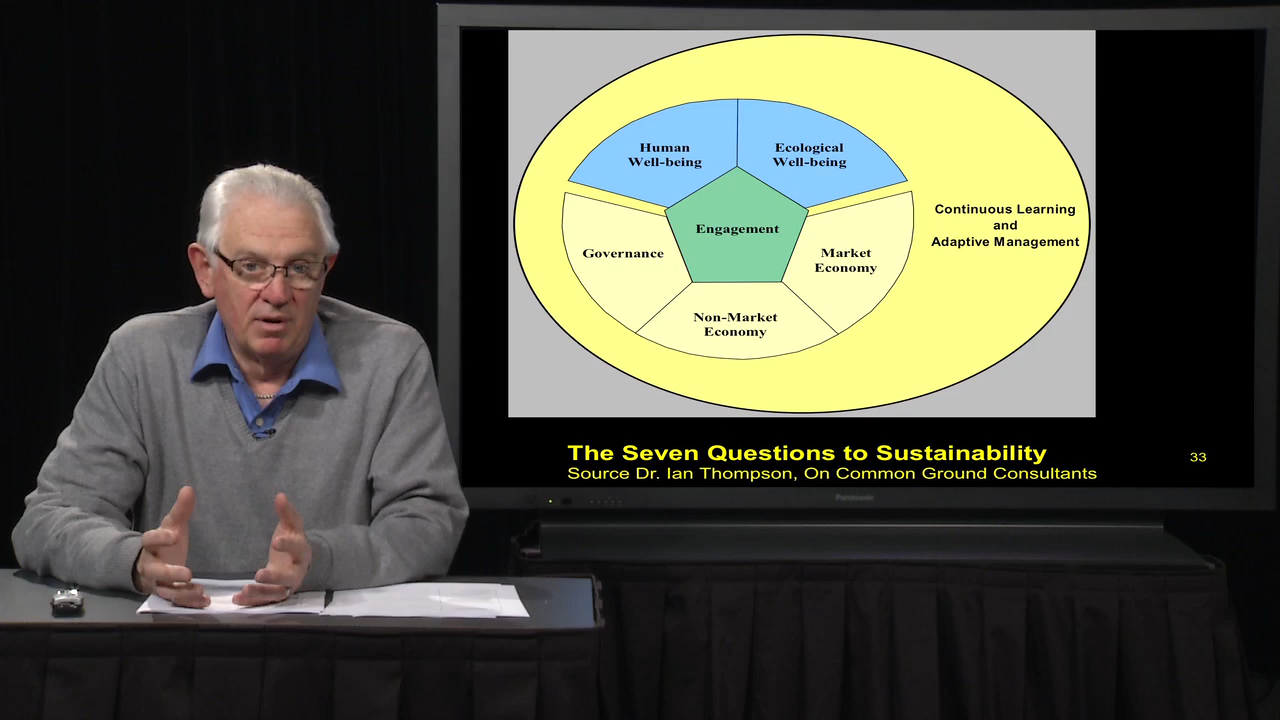 Human
Well-being
Ecological
Well-being
Engagement
Governance
Market
Economy
Non-Market
Economy
Continuous Learning
and
Adaptive Management
The Seven Questions to Sustainability
Source Dr. Ian Thompson, On Common Ground Consultants
33
Panasonic